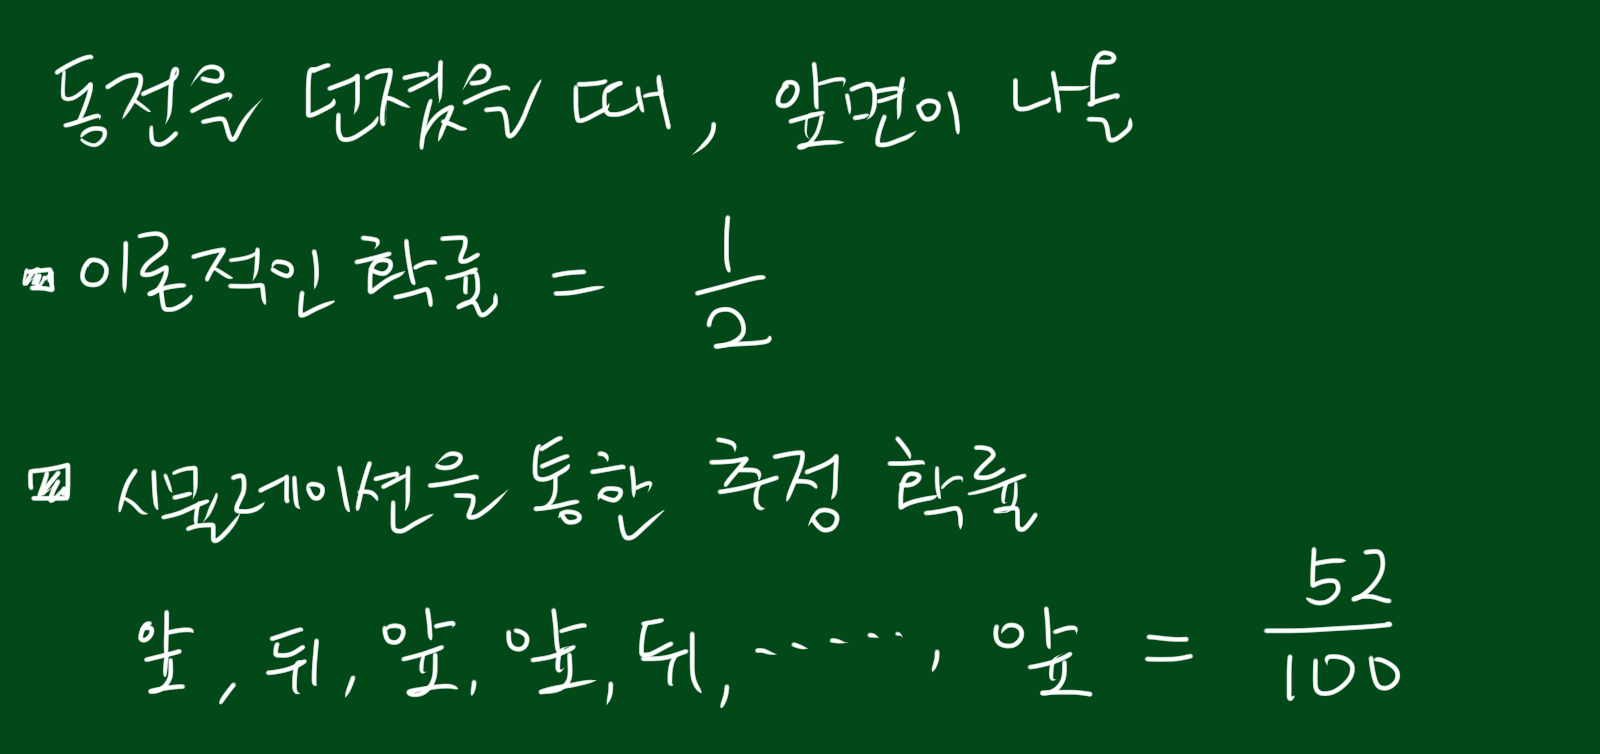 동전을 던졌을 때, 앞면이 나올
이론적인 확률 = 1/2
시뮬레이션을 통한 추정 확률
앞, 뒤, 앞, 앞, 뒤, ......, 앞 = 52/100